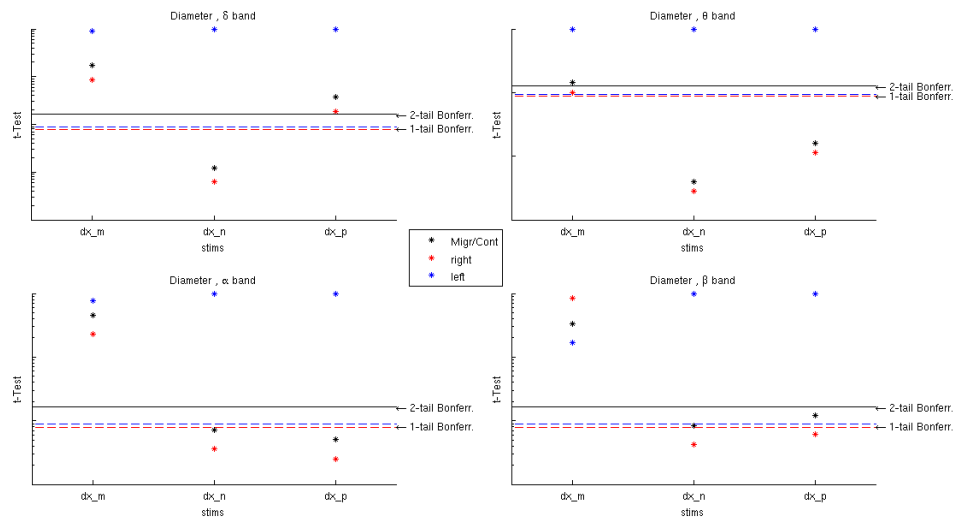 Diameter , δ band
t-Test
2-tail Bonferr.
1-tail Bonferr.
dx_m dx_n dx_p
stims
Diameter , θ band
t-Test
2-tail Bonferr.
1-tail Bonferr.
dx_m dx_n dx_p
stims
Migr/Cont
right
left
Diameter , α band
t-Test
2-tail Bonferr.
1-tail Bonferr.
dx_m dx_n dx_p
stims
Diameter , β band
t-Test
2-tail Bonferr.
1-tail Bonferr.
dx_m dx_n dx_p
stims